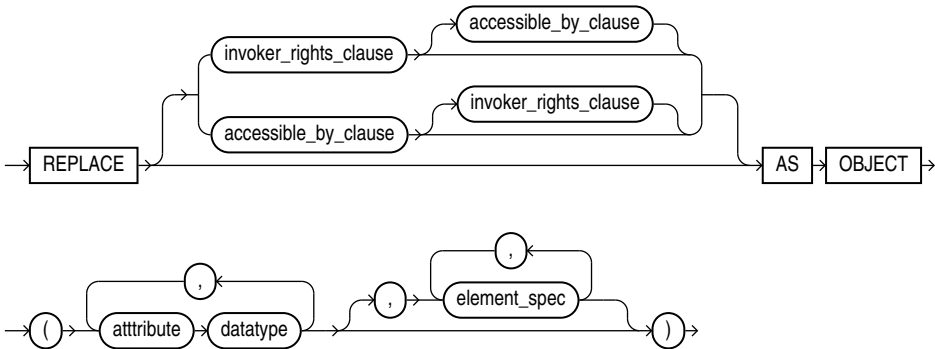 accessible_by_clause
invoker_rights_clause
invoker_rights_clause
accessible_by_clause
REPLACE AS OBJECT
, ,
( atttribute datatype , element_spec )